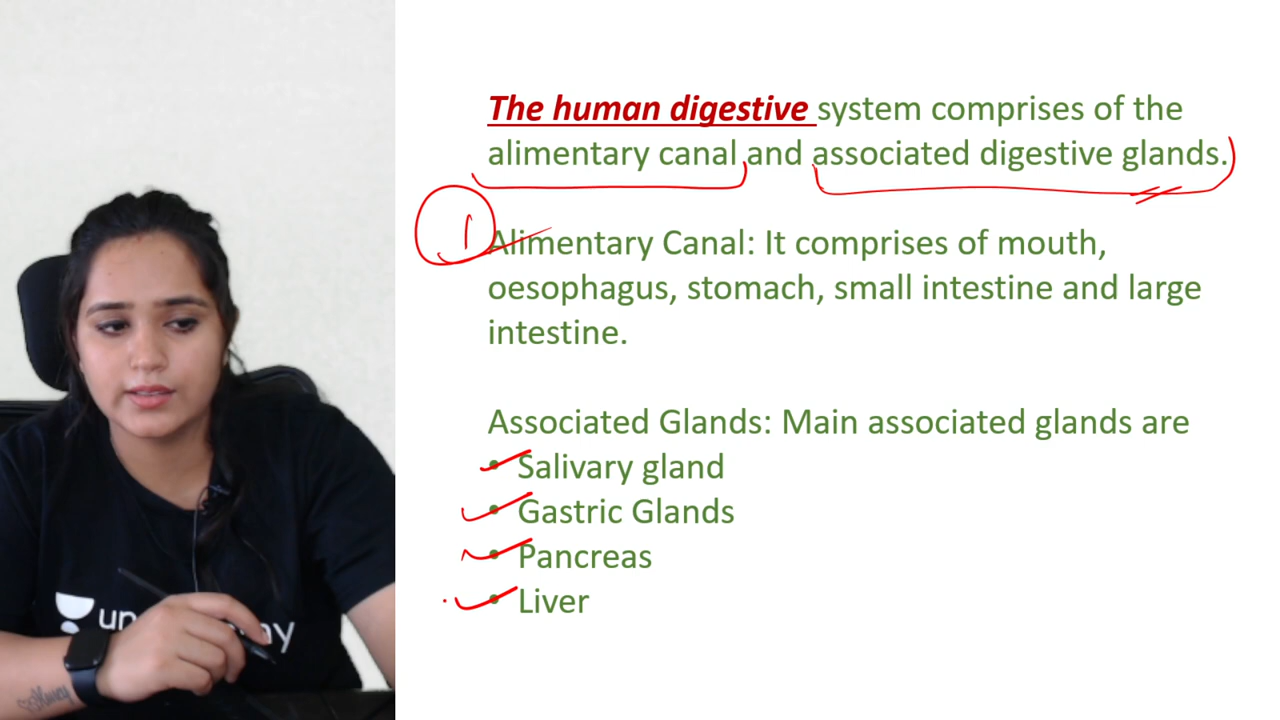 The human digestive system comprises of the
alimentary canal and associated digestive glands.
1
Alimentary Canal: It comprises of mouth,
oesophagus, stomach, small intestine and large
intestine.
Associated Glands: Main associated glands are
• Salivary gland
• Gastric Glands
• Pancreas
• Liver